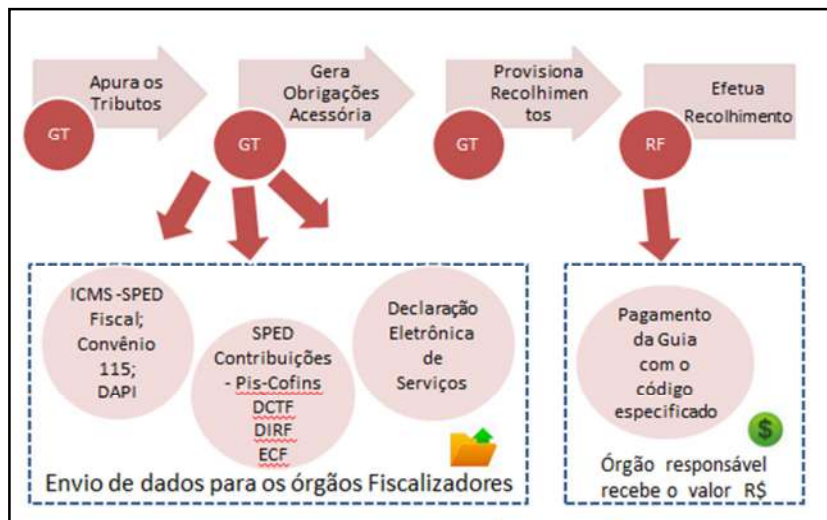 Apura os
Tributos
GT
Gera
Obrigações
Acessória
GT
Provisiona
Recolhimen
tos
GT
Efetua
Recolhimento
RF
ICMS -SPED
Fiscal;
Convênio
115;
DAPI
SPED
Contribuições
- Pis-Cofins
DCTF
DIRF
ECF
Declaração
Eletrônica
de
Serviços
Envio de dados para os órgãos Fiscalizadores
Pagamento
da Guia
com o
código
especificado
$
Órgão responsável
recebe o valor R$